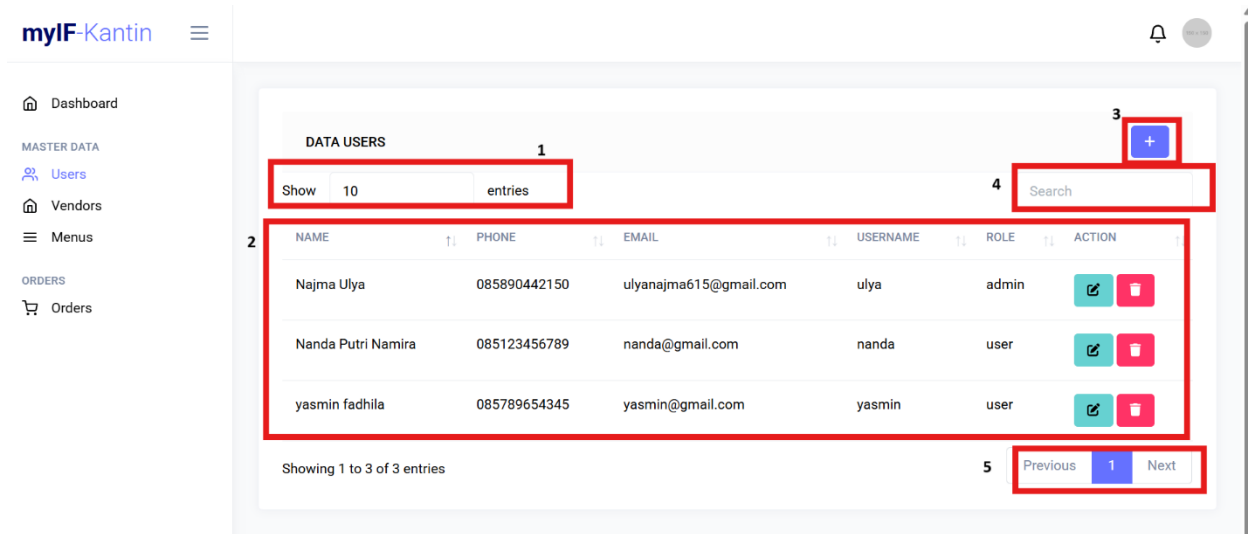 myIF-Kantin
Dashboard
MASTER DATA
Users
Vendors
Menus
ORDERS
Orders
3
DATA USERS
1
+
Show 10 entries
4 Search
2 NAME PHONE EMAIL USERNAME ROLE ACTION
Najma Ulya 085890442150 ulyanajma615@gmail.com ulya admin
Nanda Putri Namira 085123456789 nanda@gmail.com nanda user
yasmin fadhila 085789654345 yasmin@gmail.com yasmin user
Showing 1 to 3 of 3 entries
5 Previous 1 Next